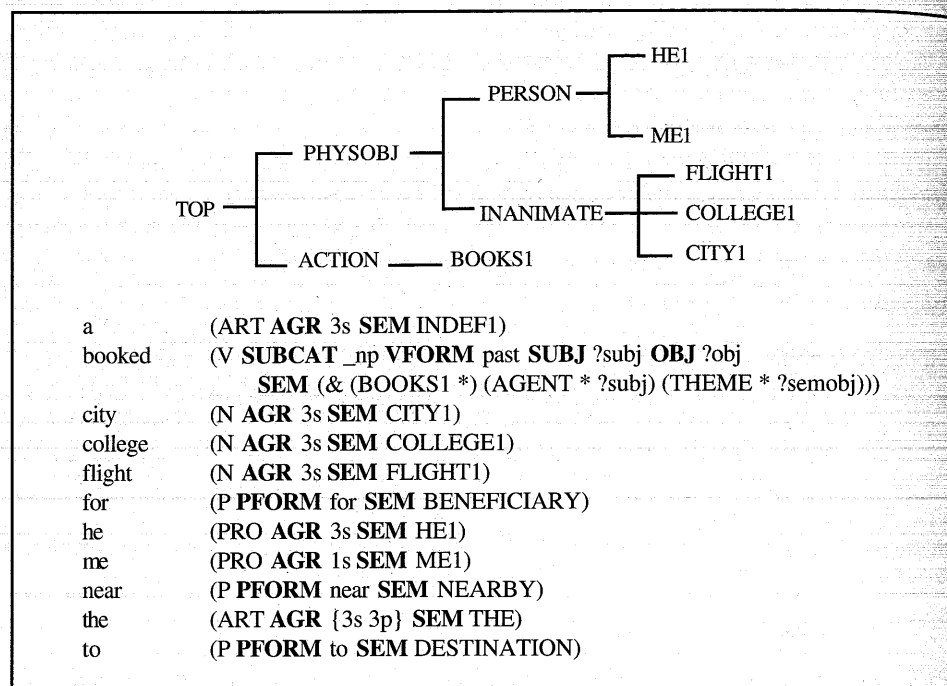 HE1
PERSON
ME1
PHYSOBJ
FLIGHT1
TOP
INANIMATE
COLLEGE1
ACTION
BOOKS1
CITY1
a (ART AGR 3s SEM INDEF1)
booked (V SUBCAT _np VFORM past SUBJ ?subj OBJ ?obj
SEM (& (BOOKS1 *) (AGENT * ?subj) (THEME * ?semobj)))
city (N AGR 3s SEM CITY1)
college (N AGR 3s SEM COLLEGE1)
flight (N AGR 3s SEM FLIGHT1)
for (P PFORM for SEM BENEFICIARY)
he (PRO AGR 3s SEM HE1)
me (PRO AGR 1s SEM ME1)
near (P PFORM near SEM NEARBY)
the (ART AGR {3s 3p} SEM THE)
to (P PFORM to SEM DESTINATION)